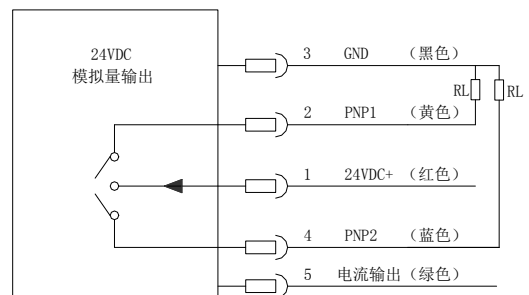 24VDC
模拟量输出
3 GND （黑色）
RL RL
2 PNP1 （黄色）
1 24VDC+ （红色）
4 PNP2 （蓝色）
5 电流输出（绿色）